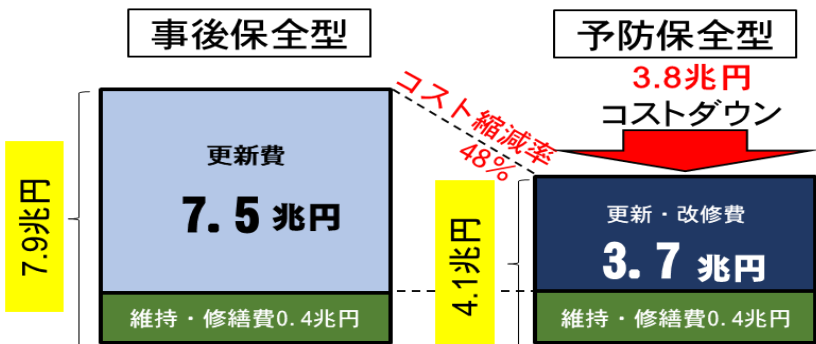 事後保全型
予防保全型
3.8兆円
コストダウン
コスト縮減率
48%
更新費
7.5兆円
7.9兆円
維持・修繕費0.4兆円
更新・改修費
3.7兆円
4.1兆円
維持・修繕費0.4兆円